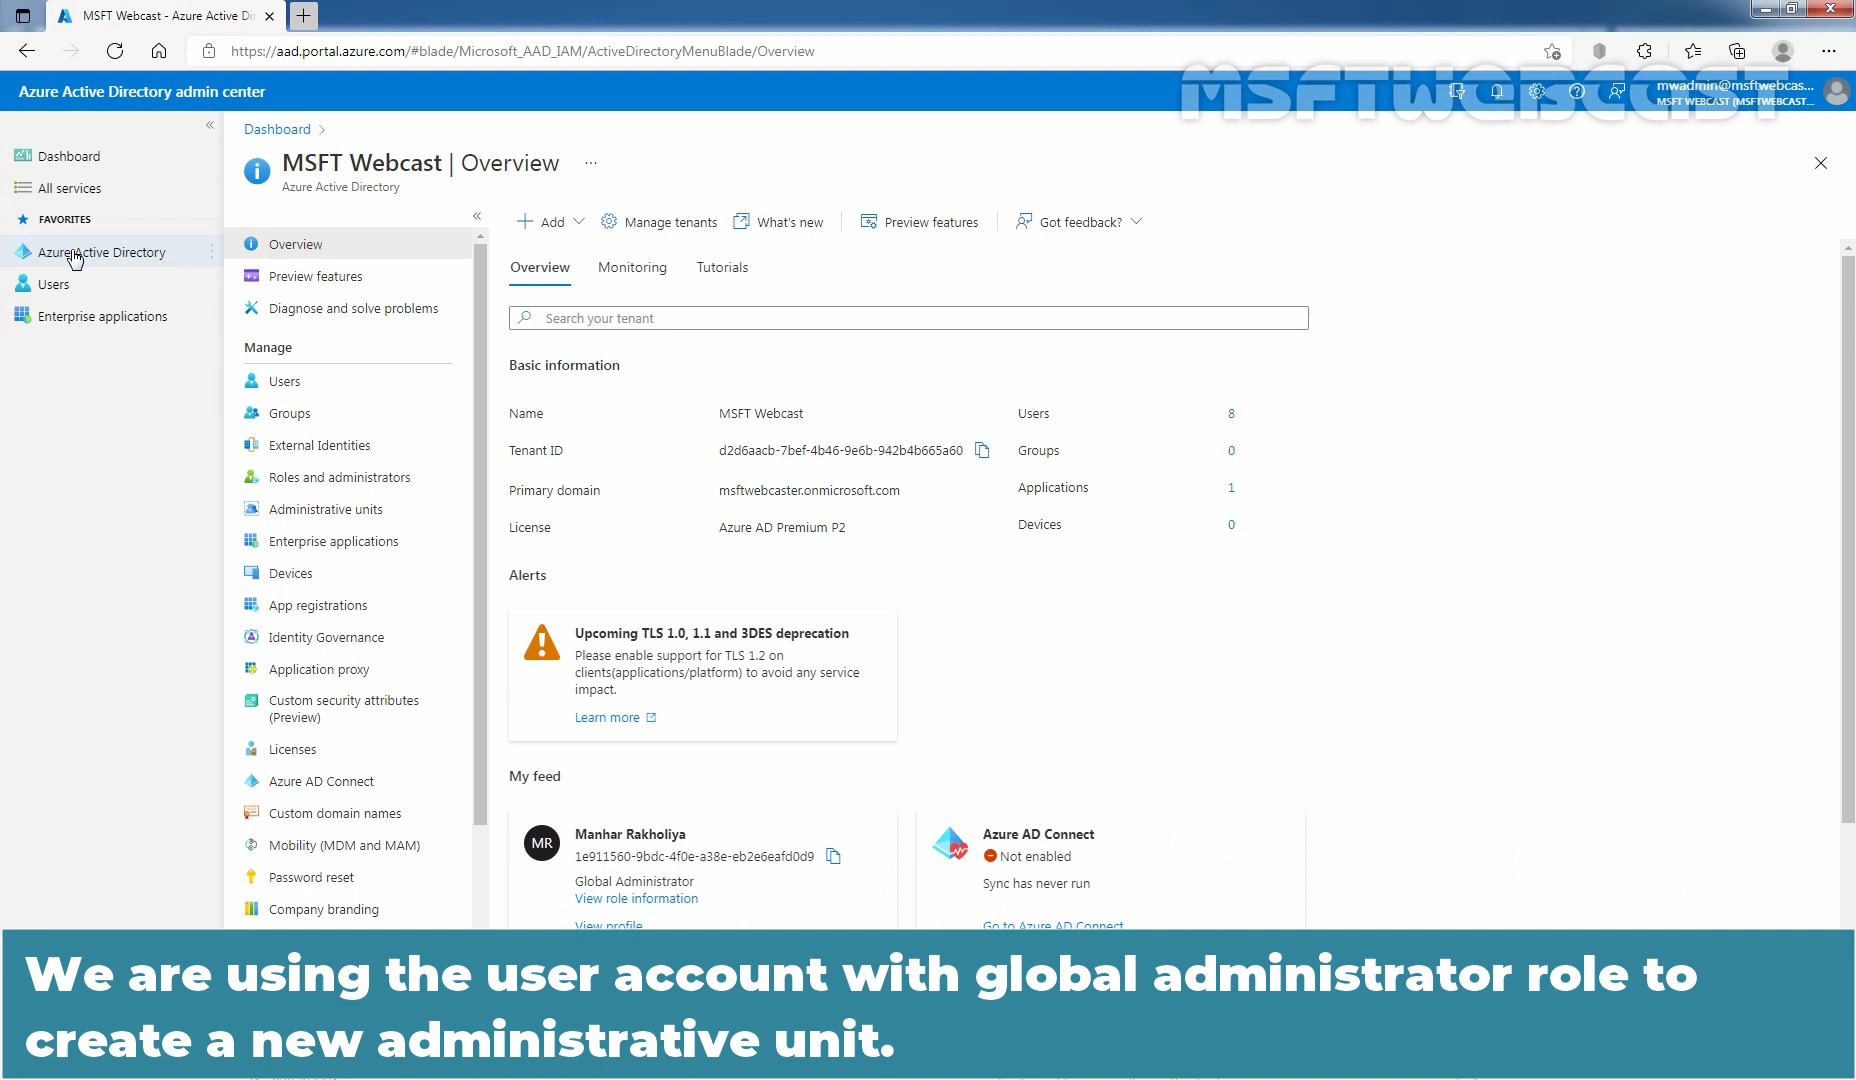 MSFT Webcast - Azure Active Di
https://aad.portal.azure.com/#blade/Microsoft_AAD_IAM/ActiveDirectoryMenuBlade/Overview
Azure Active Directory admin center
mwadmin@msftwebcas...
MSFT WEBCAST (MSFTWEBCAST...
MSFTWEBCAST
Dashboard
All services
FAVORITES
Azure Active Directory
Users
Enterprise applications
Dashboard
MSFT Webcast | Overview
Azure Active Directory
Overview
Preview features
Diagnose and solve problems
Manage
Users
Groups
External Identities
Roles and administrators
Administrative units
Enterprise applications
Devices
App registrations
Identity Governance
Application proxy
Custom security attributes
(Preview)
Licenses
Azure AD Connect
Custom domain names
Mobility (MDM and MAM)
Password reset
Company branding
Add
Manage tenants
What's new
Preview features
Got feedback?
Overview
Monitoring
Tutorials
Search your tenant
Basic information
Name MSFT Webcast Users 8
Tenant ID d2d6aacb-7bef-4b46-9e6b-942b4b665a60 Groups 0
Primary domain msftwebcaster.onmicrosoft.com Applications 1
License Azure AD Premium P2 Devices 0
Alerts
Upcoming TLS 1.0, 1.1 and 3DES deprecation
Please enable support for TLS 1.2 on
clients(applications/platform) to avoid any service
impact.
Learn more
My feed
MR
Manhar Rakholiya
1e911560-9bdc-4f0e-a38e-eb2e6eafd0d9
Global Administrator
View role information
View profile
Azure AD Connect
Not enabled
Sync has never run
Go to Azure AD Connect
We are using the user account with global administrator role to
create a new administrative unit.